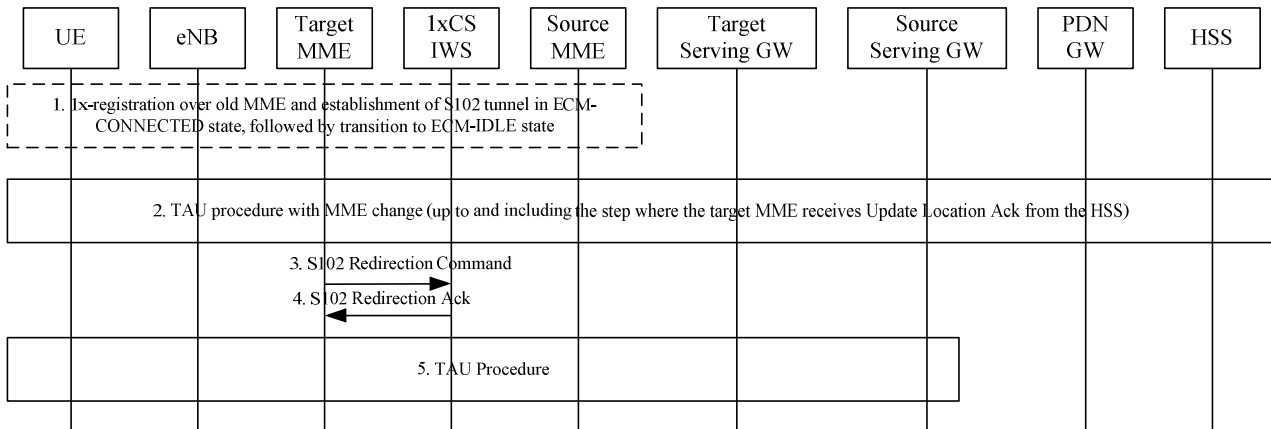 UE
eNB
Target
MME
1xCS
IWS
Source
MME
Target
Serving GW
Source
Serving GW
PDN
GW
HSS
1. 1x-registration over old MME and establishment of S102 tunnel in ECM-
CONNECTED state, followed by transition to ECM-IDLE state
2. TAU procedure with MME change (up to and including the step where the target MME receives Update Location Ack from the HSS)
3. S102 Redirection Command
4. S102 Redirection Ack
5. TAU Procedure